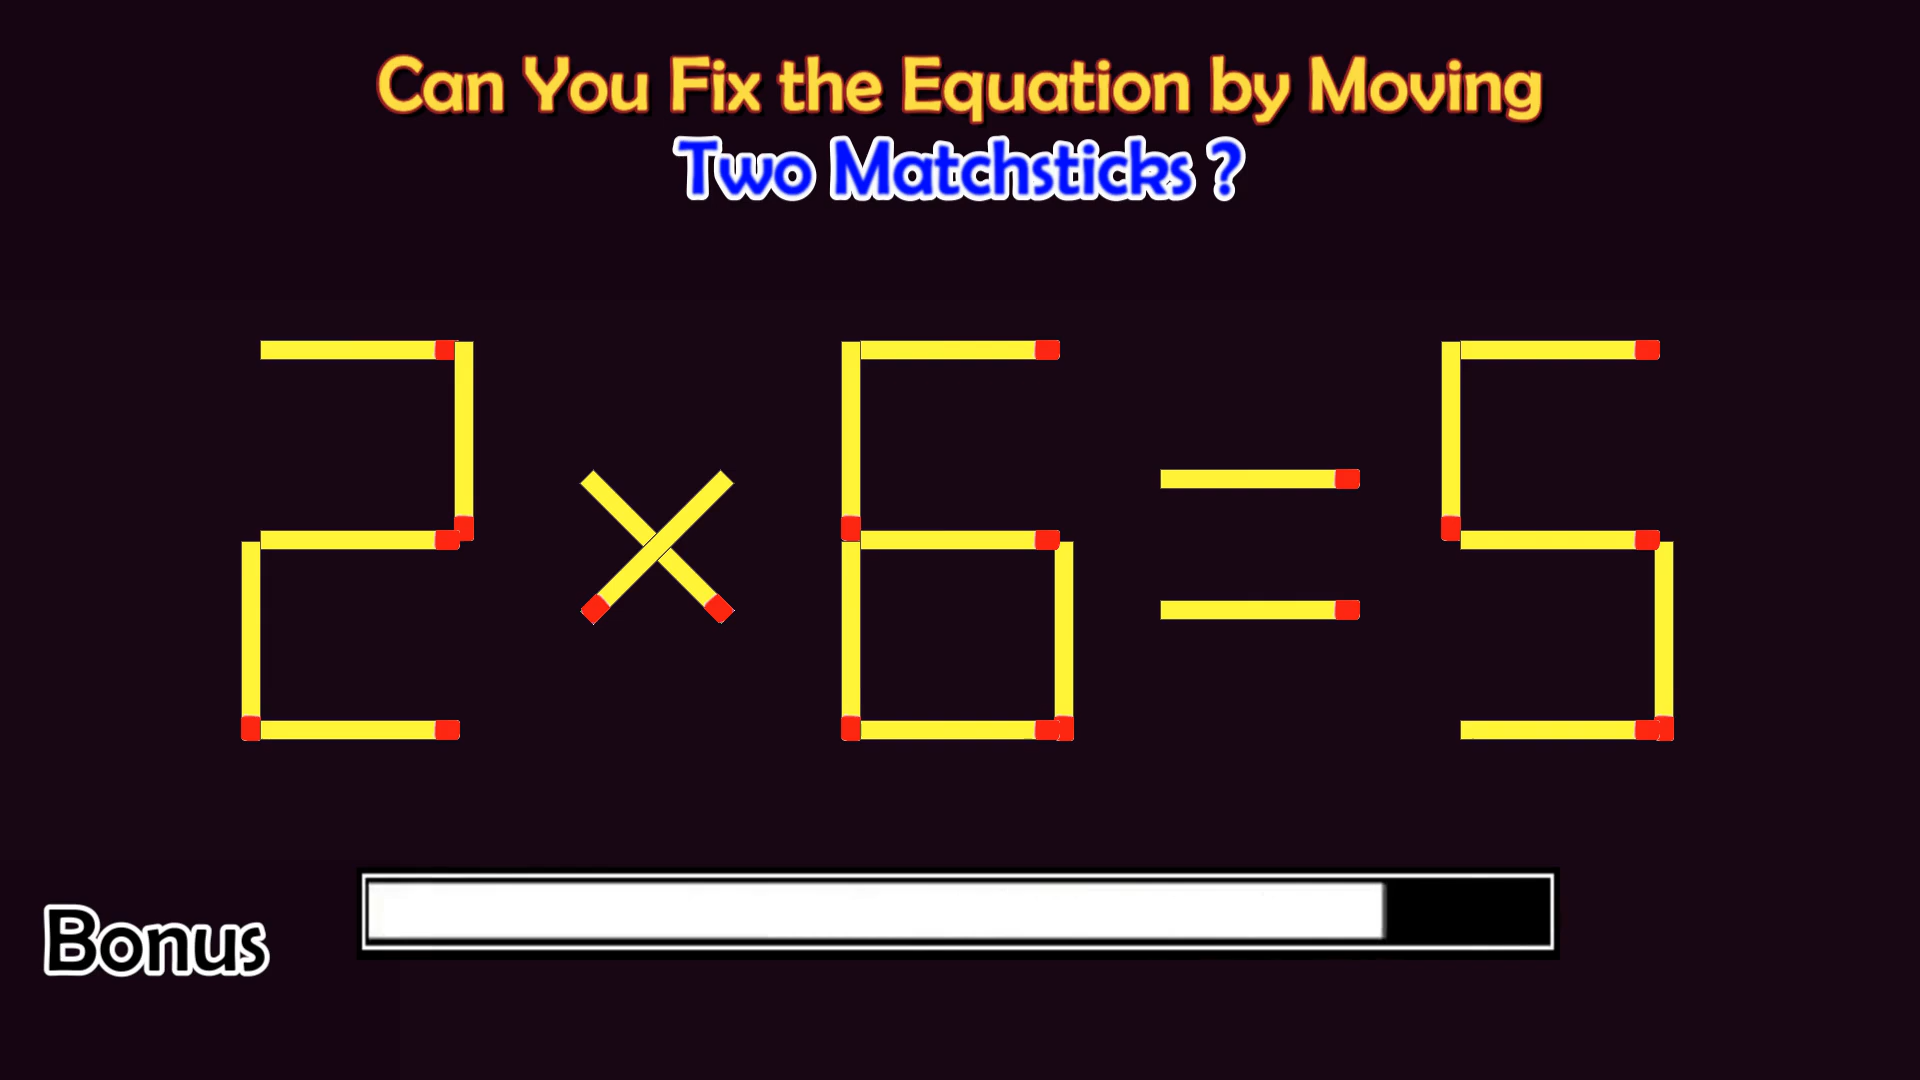 Can You Fix the Equation by Moving
Two Matchsticks ?
2 × 6 = 5
Bonus